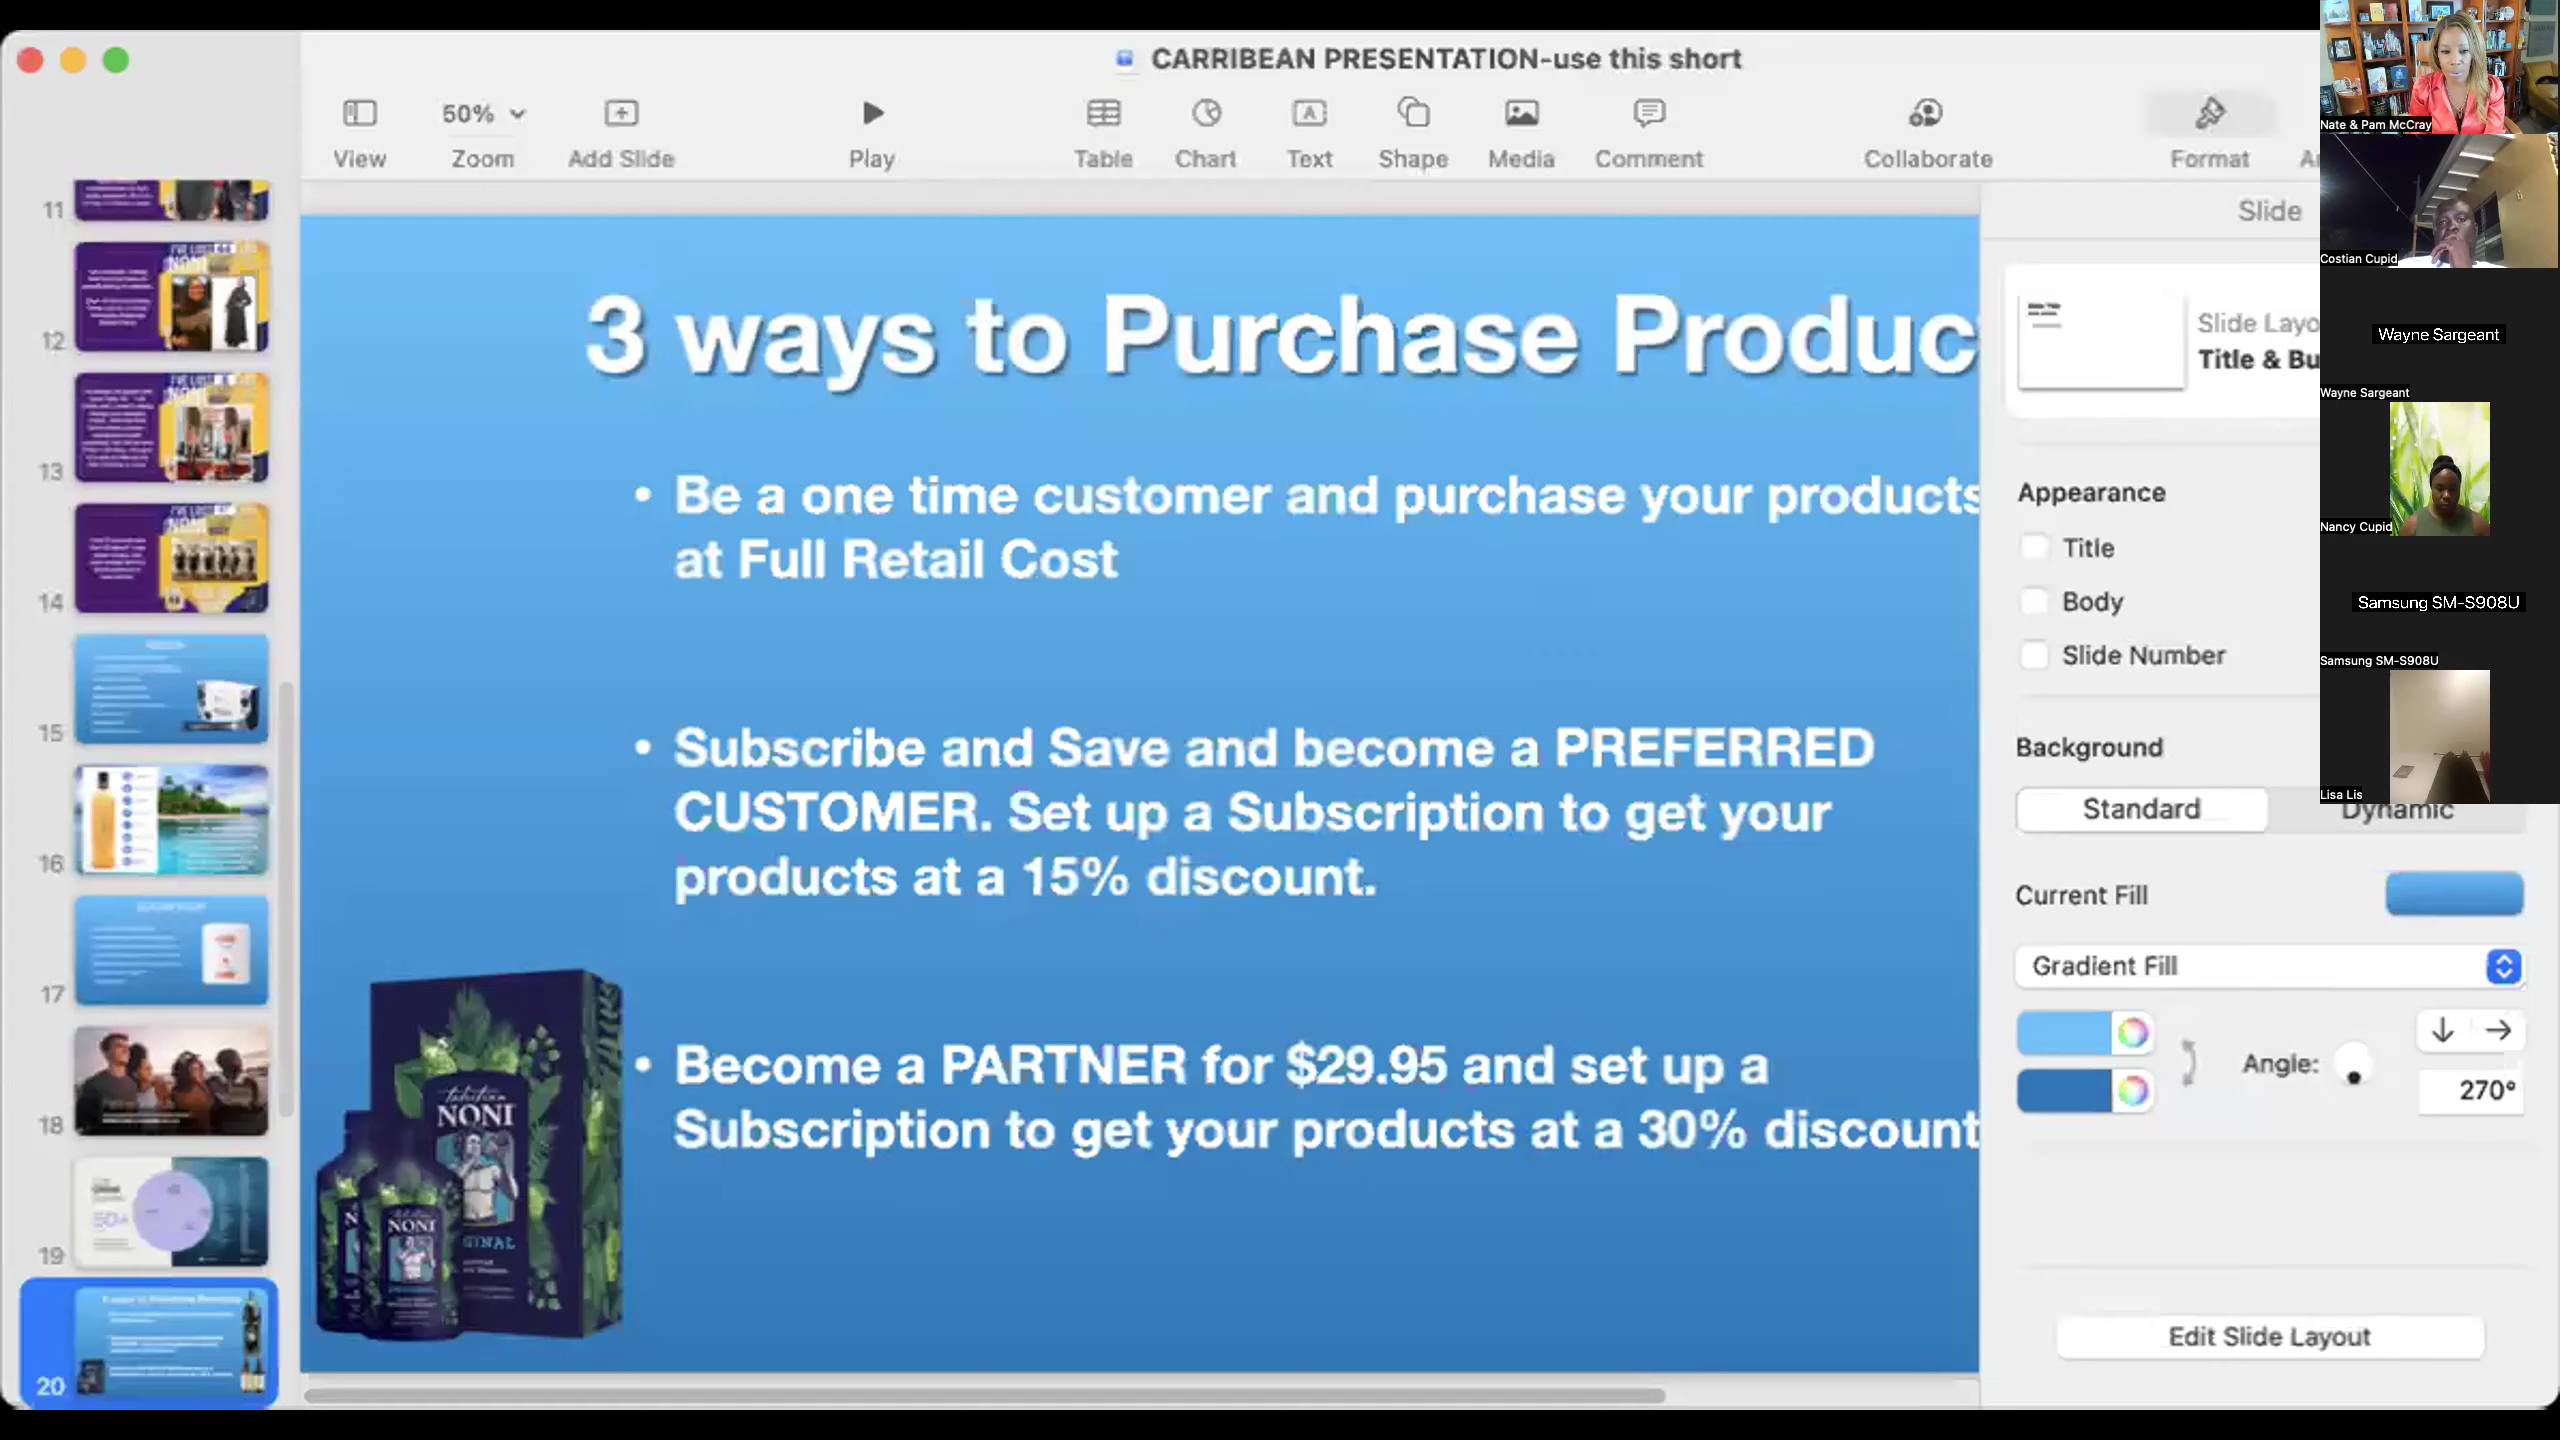 CARRIBEAN PRESENTATION-use this short
View
50%
Zoom
Add Slide
Play
Table
Chart
Text
Shape
Media
Comment
Collaborate
Format
11
12
13
14
15
16
17
18
19
20
3 ways to Purchase Produc
• Be a one time customer and purchase your products
at Full Retail Cost
• Subscribe and Save and become a PREFERRED
CUSTOMER. Set up a Subscription to get your
products at a 15% discount.
• Become a PARTNER for $29.95 and set up a
Subscription to get your products at a 30% discount
Tahitian
NONI
NONI
Slide
Slide Layo
Title & Bu
Appearance
Title
Body
Slide Number
Background
Standard
Dynamic
Current Fill
Gradient Fill
Angle:
270°
Edit Slide Layout
Nate & Pam McCray
Costian Cupid
Wayne Sargeant
Wayne Sargeant
Nancy Cupid
Samsung SM-S908U
Samsung SM-S908U
Lisa Lis